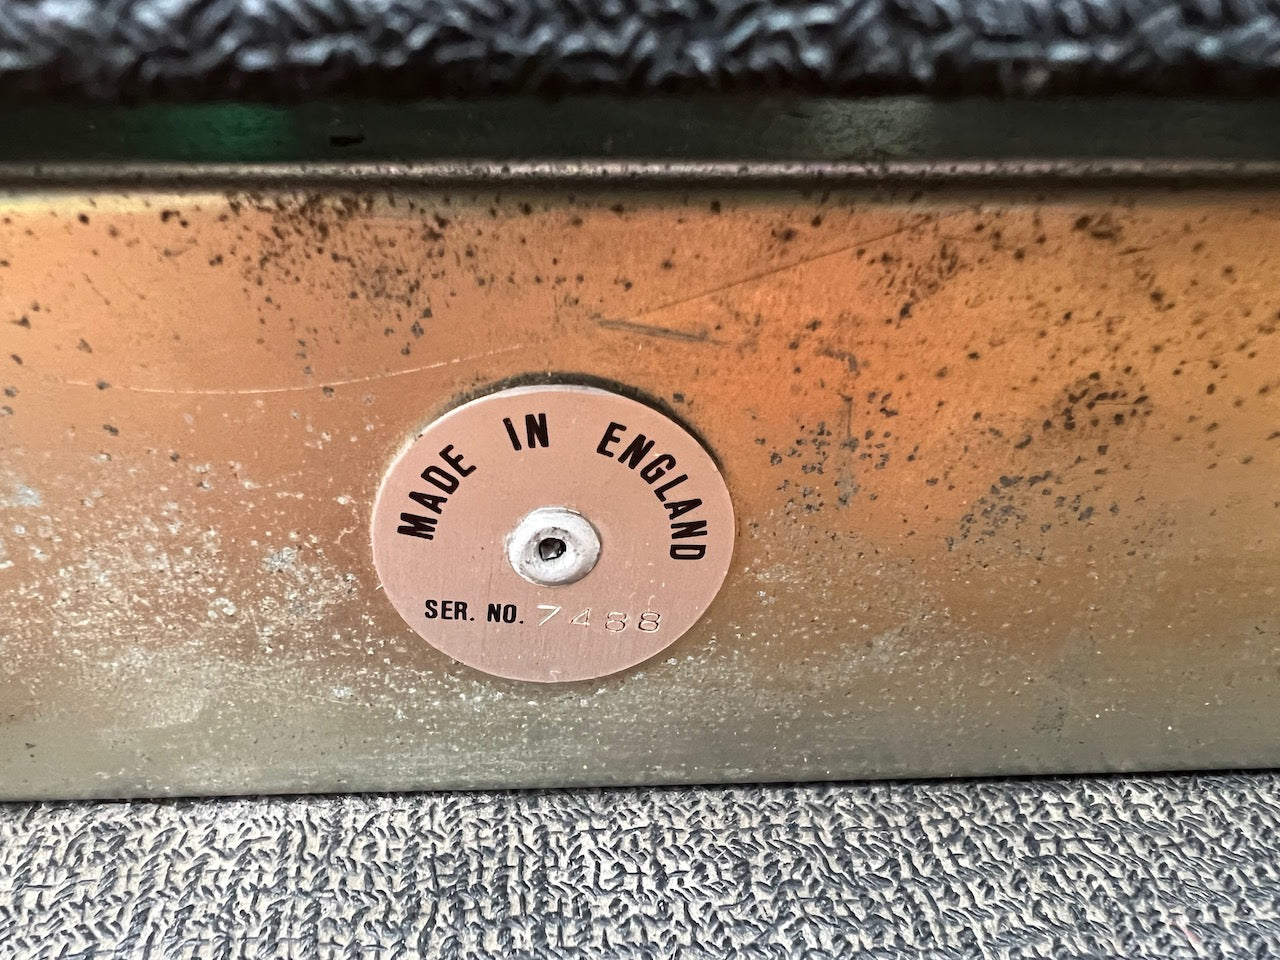 MADE IN ENGLAND
SER. NO. 7488